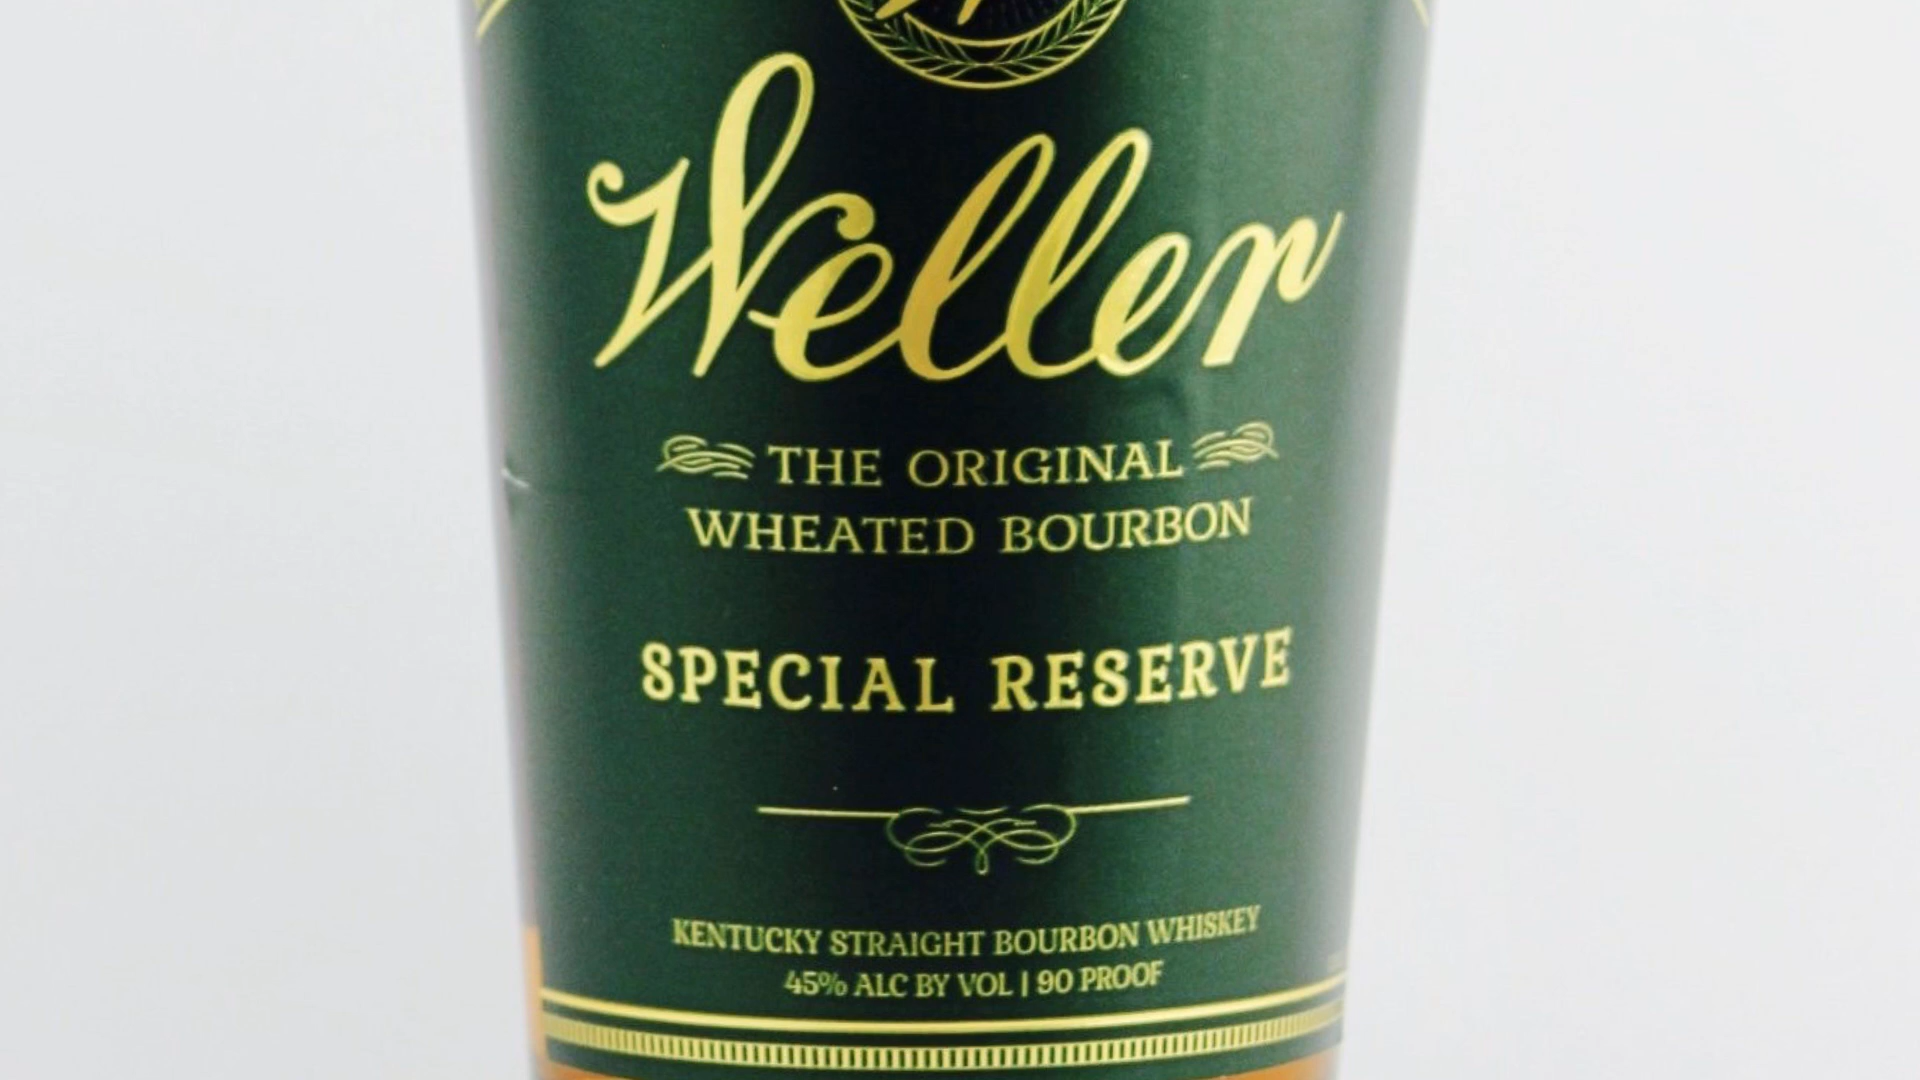 Weller
THE ORIGINAL
WHEATED BOURBON
SPECIAL RESERVE
KENTUCKY STRAIGHT BOURBON WHISKEY
45% ALC BY VOL | 90 PROOF